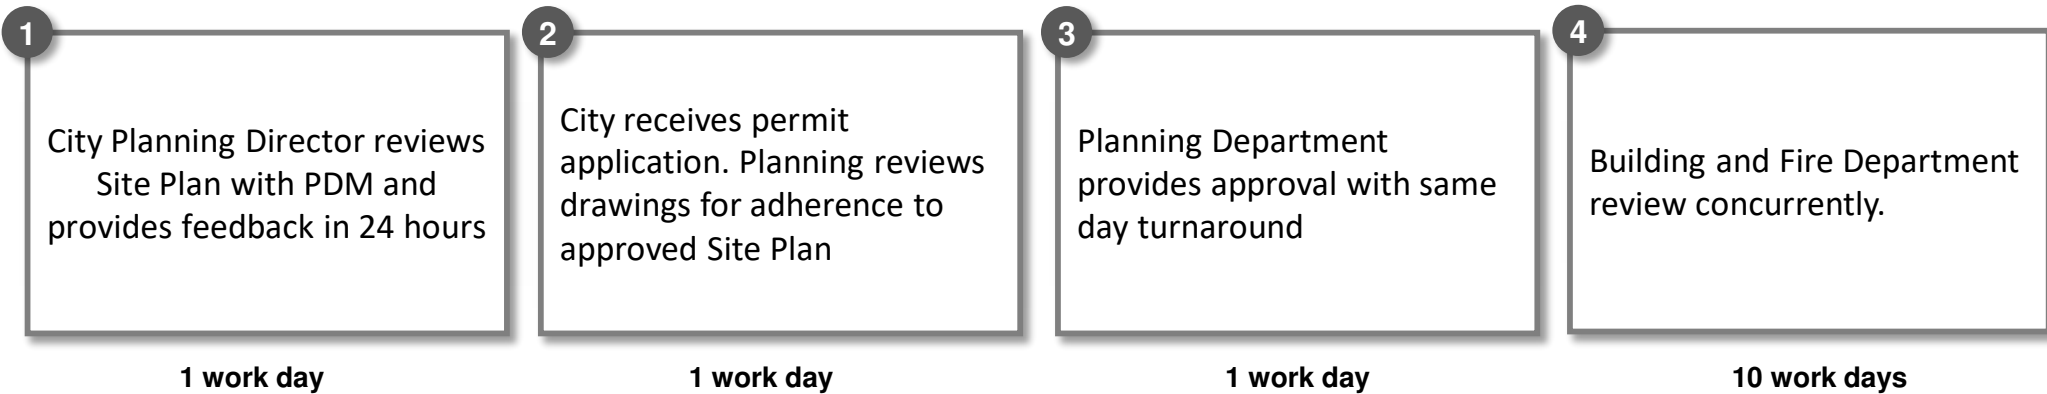 1
City Planning Director reviews
Site Plan with PDM and
provides feedback in 24 hours
1 work day
2
City receives permit
application. Planning reviews
drawings for adherence to
approved Site Plan
1 work day
3
Planning Department
provides approval with same
day turnaround
1 work day
4
Building and Fire Department
review concurrently.
10 work days